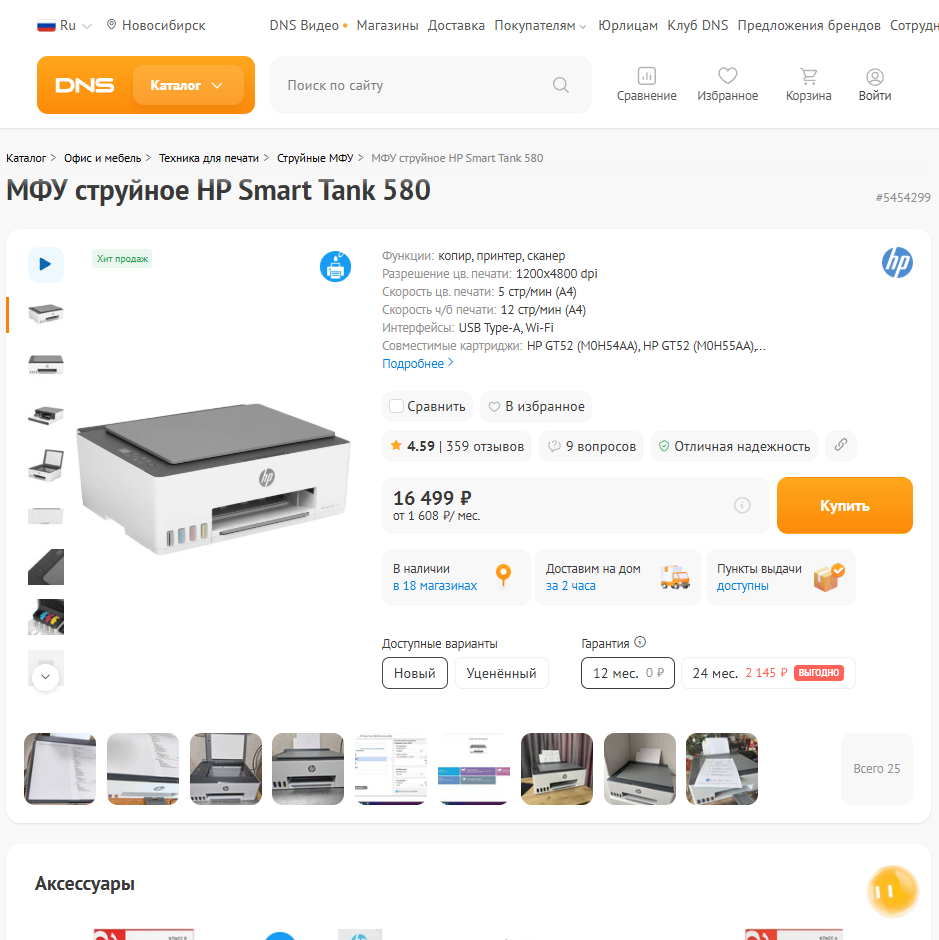 Ru
Новосибирск
DNS Видео
Магазины
Доставка
Покупателям
Юрлицам
Клуб DNS
Предложения брендов
Сотрудн
DNS
Каталог
Поиск по сайту
Сравнение
Избранное
Корзина
Войти
Каталог > Офис и мебель > Техника для печати > Струйные МФУ > МФУ струйное HP Smart Tank 580
МФУ струйное HP Smart Tank 580
#5454299
Хит продаж
hp
Функции: копир, принтер, сканер
Разрешение цв. печати: 1200x4800 dpi
Скорость цв. печати: 5 стр/мин (А4)
Скорость ч/б печати: 12 стр/мин (А4)
Интерфейсы: USB Type-A, Wi-Fi
Совместимые картриджи: HP GT52 (M0H54AA), HP GT52 (M0H55AA),...
Подробнее >
Сравнить
В избранное
4.59 | 359 отзывов
9 вопросов
Отличная надежность
16 499 ₽
от 1 608 ₽/ мес.
Купить
В наличии
в 18 магазинах
Доставим на дом
за 2 часа
Пункты выдачи
доступны
Доступные варианты
Новый
Уценённый
Гарантия
12 мес. 0 ₽
24 мес. 2 145 ₽ ВЫГОДНО
Всего 25
Аксессуары
КЛАСС B
КЛАСС A